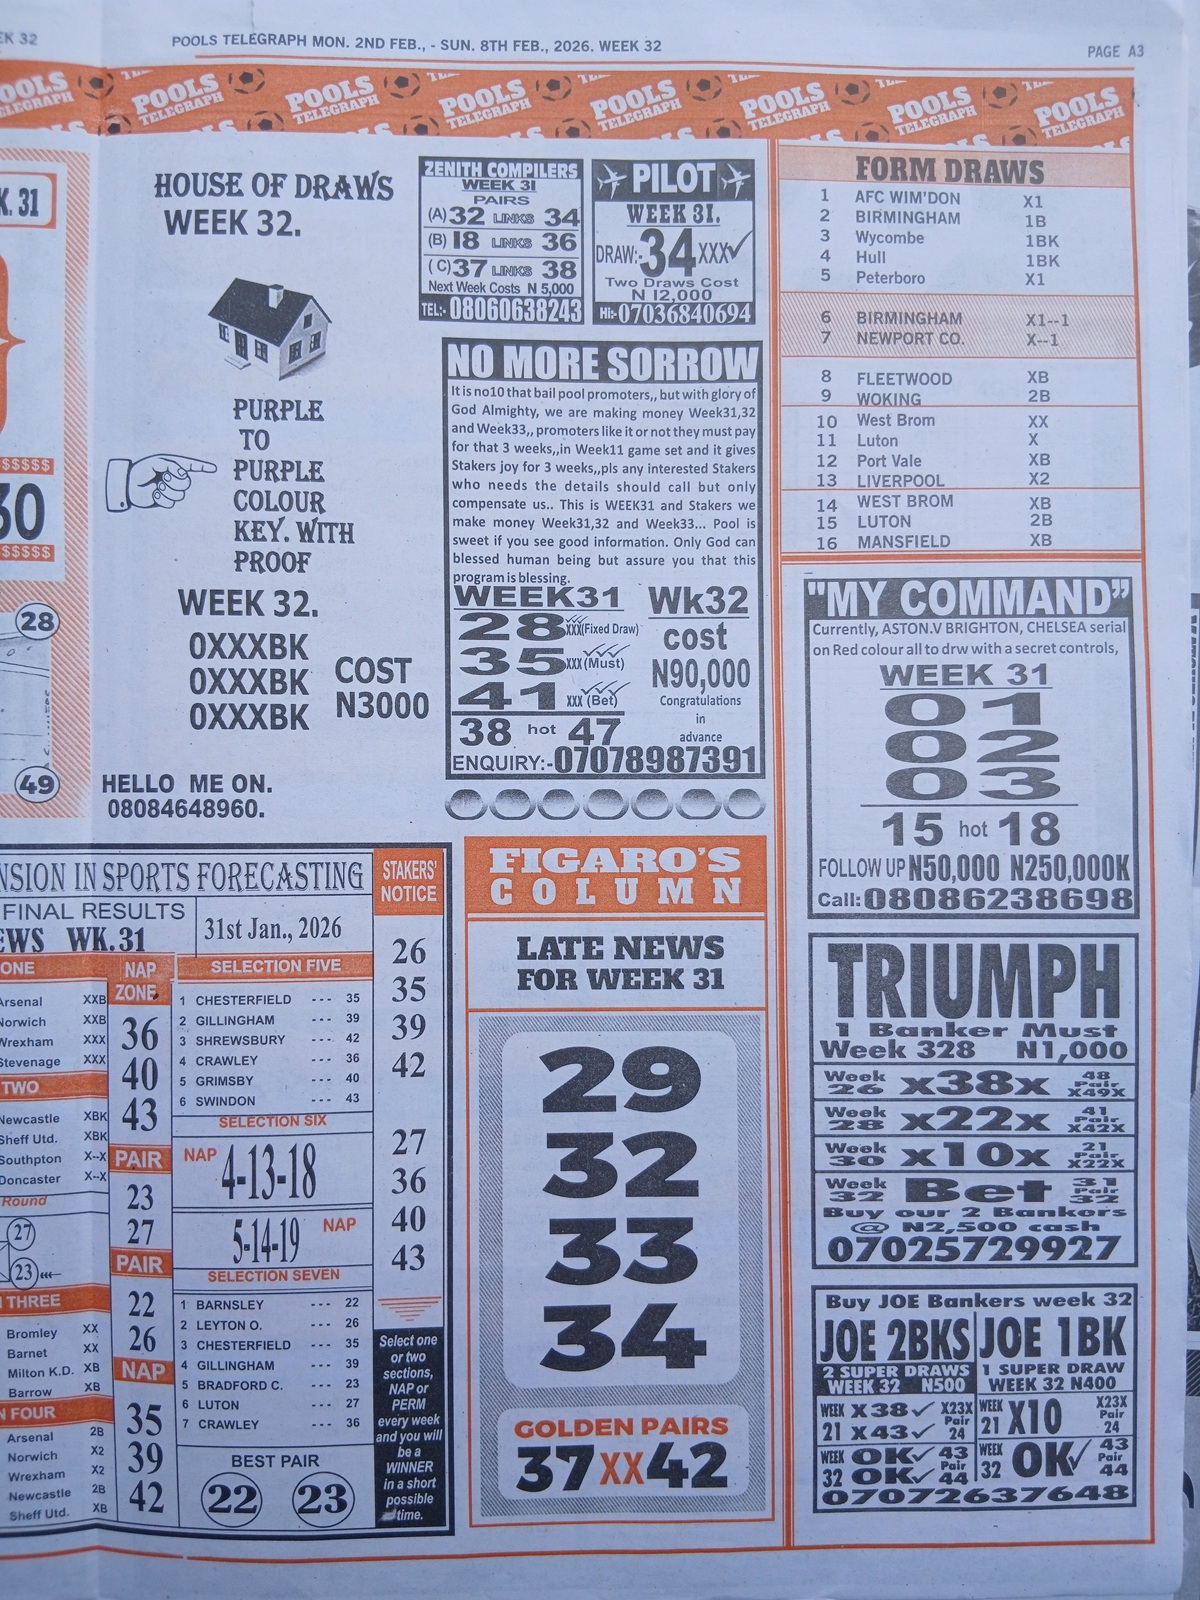 EK 32
POOLS TELEGRAPH MON. 2ND FEB., - SUN. 8TH FEB., 2026. WEEK 32
PAGE A3
POOLS TELEGRAPH
POOLS TELEGRAPH
POOLS TELEGRAPH
POOLS TELEGRAPH
POOLS TELEGRAPH
POOLS TELEGRAPH
POOLS TELEGRAPH
POOLS TELEGRAPH
K. 31
$$$$$
30
$$$$$
28
49
HOUSE OF DRAWS
WEEK 32.
PURPLE
TO
PURPLE
COLOUR
KEY. WITH
PROOF
WEEK 32.
0XXXBK
0XXXBK
0XXXBK
COST
N3000
HELLO ME ON.
08084648960.
ZENITH COMPILERS
WEEK 31
PAIRS
(A) 32 LINKS 34
(B) 18 LINKS 36
(C) 37 LINKS 38
Next Week Costs N 5,000
TEL:- 08060638243
PILOT
WEEK 31.
DRAW:- 34 XXX✓
Two Draws Cost
N 12,000
Hi:- 07036840694
NO MORE SORROW
It is no10 that bail pool promoters,, but with glory of
God Almighty, we are making money Week31,32
and Week33,, promoters like it or not they must pay
for that 3 weeks,,in Week11 game set and it gives
Stakers joy for 3 weeks,,pls any interested Stakers
who needs the details should call but only
compensate us.. This is WEEK31 and Stakers we
make money Week31,32 and Week33... Pool is
sweet if you see good information. Only God can
blessed human being but assure you that this
program is blessing.
WEEK31
28 XXX(Fixed Draw)
35 XXX(Must)
41 XXX (Bet)
38 hot 47
Wk32
cost
N90,000
Congratulations
in
advance
ENQUIRY:-07078987391
FORM DRAWS
1 AFC WIM'DON X1
2 BIRMINGHAM 1B
3 Wycombe 1BK
4 Hull 1BK
5 Peterboro X1
6 BIRMINGHAM X1--1
7 NEWPORT CO. X--1
8 FLEETWOOD XB
9 WOKING 2B
10 West Brom XX
11 Luton X
12 Port Vale XB
13 LIVERPOOL X2
14 WEST BROM XB
15 LUTON 2B
16 MANSFIELD XB
"MY COMMAND"
Currently, ASTON.V BRIGHTON, CHELSEA serial
on Red colour all to drw with a secret controls,
WEEK 31
01
02
03
15 hot 18
FOLLOW UP N50,000 N250,000K
Call: 08086238698
NSION IN SPORTS FORECASTING
FINAL RESULTS
EWS WK.31
31st Jan., 2026
ONE
Arsenal XXB
Norwich XXB
Wrexham XXX
Stevenage XXX
TWO
Newcastle XBK
Sheff Utd. XBK
Southpton X--X
Doncaster X--X
Round
27
23
THREE
Bromley XX
Barnet XX
Milton K.D. XB
Barrow XB
N FOUR
Arsenal 2B
Norwich X2
Wrexham X2
Newcastle 2B
Sheff Utd. XB
NAP
ZONE
36
40
43
PAIR
23
27
PAIR
22
26
NAP
35
39
42
SELECTION FIVE
1 CHESTERFIELD --- 35
2 GILLINGHAM --- 39
3 SHREWSBURY --- 42
4 CRAWLEY --- 36
5 GRIMSBY --- 40
6 SWINDON --- 43
SELECTION SIX
NAP 4-13-18
5-14-19 NAP
SELECTION SEVEN
1 BARNSLEY --- 22
2 LEYTON O. --- 26
3 CHESTERFIELD --- 35
4 GILLINGHAM --- 39
5 BRADFORD C. --- 23
6 LUTON --- 27
7 CRAWLEY --- 36
BEST PAIR
22 23
STAKERS'
NOTICE
26
35
39
42
27
36
40
43
Select one
or two
sections,
NAP or
PERM
every week
and you will
be a
WINNER
in a short
possible
time.
FIGARO'S
COLUMN
LATE NEWS
FOR WEEK 31
29
32
33
34
GOLDEN PAIRS
37XX42
TRIUMPH
1 Banker Must
Week 328 N1,000
Week 26 X38X 48 Pair X49X
Week 28 X22X 41 Pair X42X
Week 30 X10X 21 Pair X22X
Week 32 Bet 31 Pair 32
Buy our 2 Bankers
@ N2,500 cash
07025729927
Buy JOE Bankers week 32
JOE 2BKS
2 SUPER DRAWS
WEEK 32 N500
WEEK 21 X38✓ X43✓ X23X Pair 24
WEEK 32 OK✓ OK✓ 43 Pair 44
JOE 1BK
1 SUPER DRAW
WEEK 32 N400
WEEK 21 X10 X23X Pair 24
WEEK 32 OK✓ 43 Pair 44
07072637648